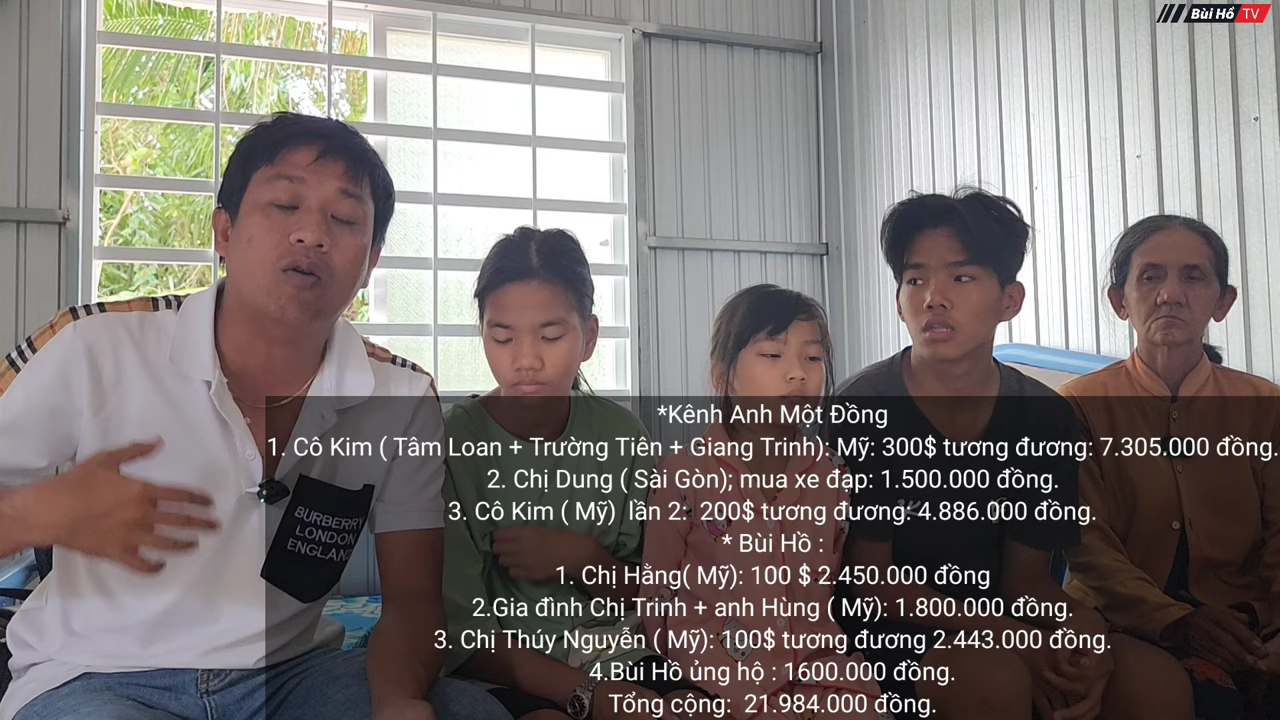 Bùi Hồ TV
*Kênh Anh Một Đồng
1. Cô Kim ( Tâm Loan + Trường Tiên + Giang Trinh): Mỹ: 300$ tương đương: 7.305.000 đồng.
2. Chị Dung ( Sài Gòn); mua xe đạp: 1.500.000 đồng.
3. Cô Kim ( Mỹ) lần 2: 200$ tương đương: 4.886.000 đồng.
* Bùi Hồ :
1. Chị Hằng( Mỹ): 100 $ 2.450.000 đồng
2.Gia đình Chị Trinh + anh Hùng ( Mỹ): 1.800.000 đồng.
3. Chị Thúy Nguyễn ( Mỹ): 100$ tương đương 2.443.000 đồng.
4.Bùi Hồ ủng hộ : 1600.000 đồng.
Tổng cộng: 21.984.000 đồng.
BURBERRY
LONDON
ENGLAND